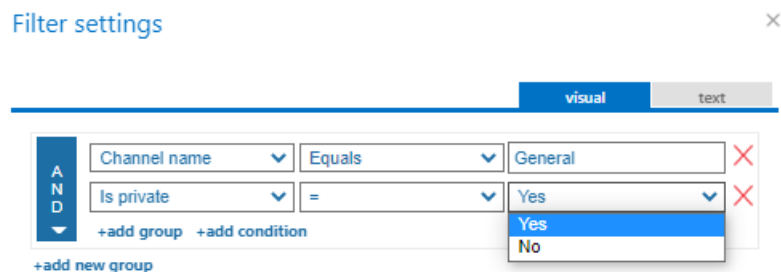 Filter settings
visual text
AND
Channel name Equals General
Is private = Yes
Yes
No
+add group +add condition
+add new group